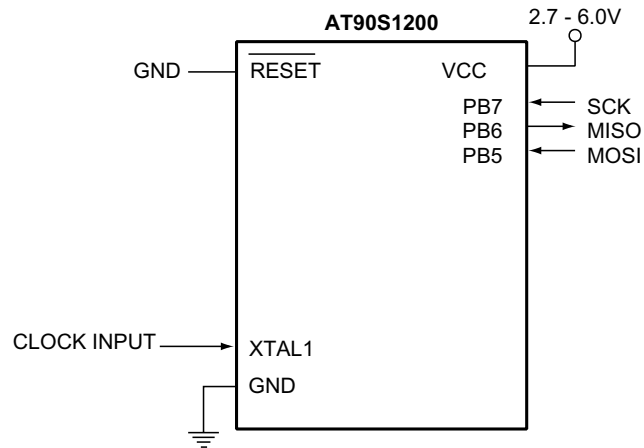 AT90S1200
2.7 - 6.0V
GND
RESET
VCC
PB7
SCK
PB6
MISO
PB5
MOSI
CLOCK INPUT
XTAL1
GND